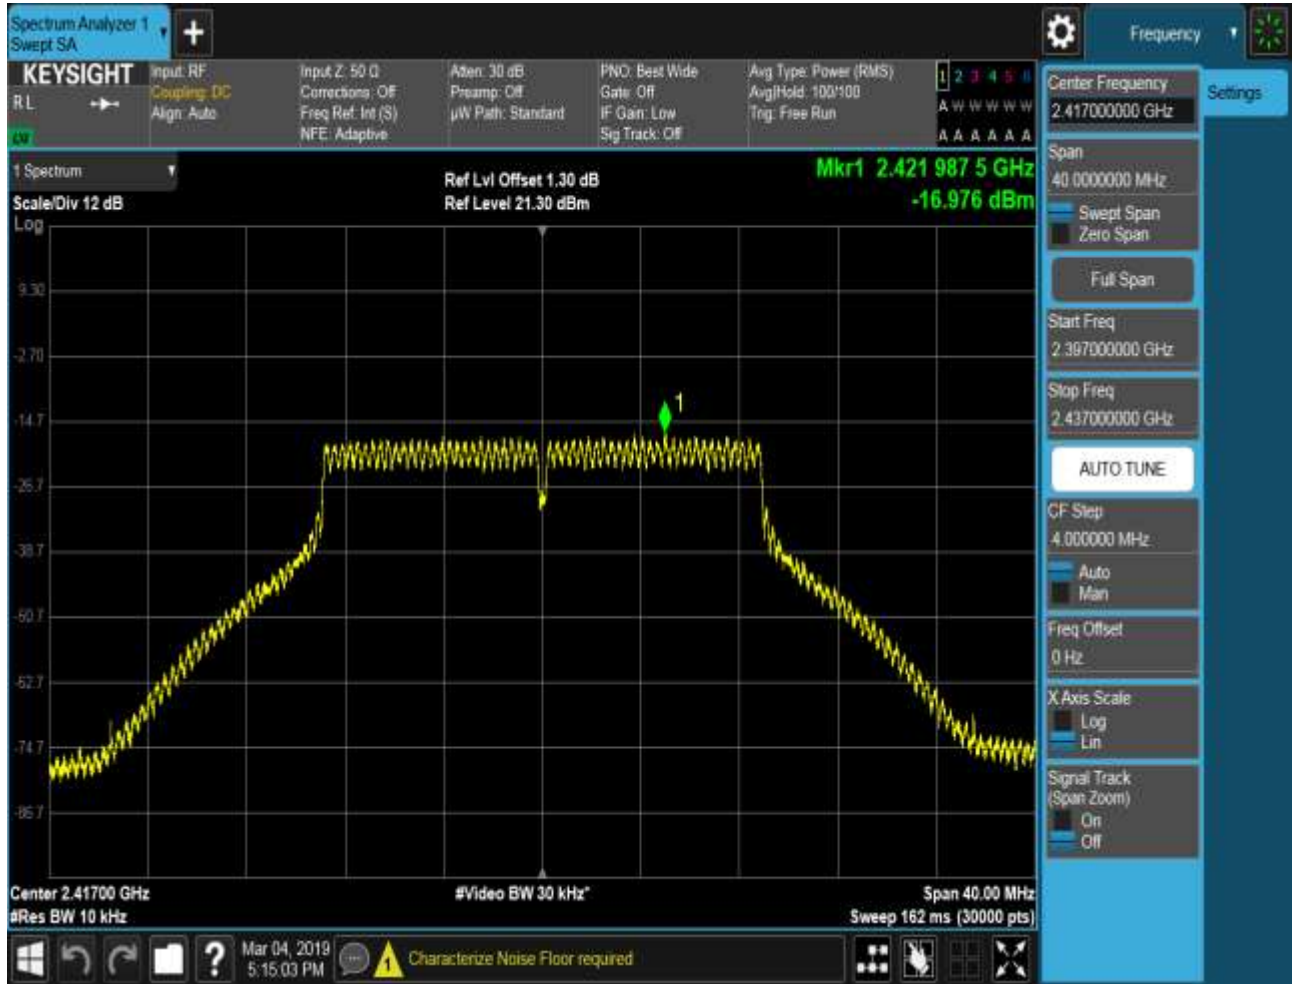 Spectrum Analyzer 1
Swept SA
+
Frequency
KEYSIGHT
RL
Input: RF
Coupling: DC
Align: Auto
Input Z: 50 Ω
Corrections: Off
Freq Ref: Int (S)
NFE: Adaptive
Atten: 30 dB
Preamp: Off
µW Path: Standard
PNO: Best Wide
Gate: Off
IF Gain: Low
Sig Track: Off
Avg Type: Power (RMS)
Avg|Hold: 100/100
Trig: Free Run
1 2 3 4 5 6
A W W W W W
A A A A A A
Center Frequency
2.417000000 GHz
Settings
Span
40.0000000 MHz
Swept Span
Zero Span
Full Span
Start Freq
2.397000000 GHz
Stop Freq
2.437000000 GHz
AUTO TUNE
CF Step
4.000000 MHz
Auto
Man
Freq Offset
0 Hz
X Axis Scale
Log
Lin
Signal Track
(Span Zoom)
On
Off
1 Spectrum
Scale/Div 12 dB
Log
Ref Lvl Offset 1.30 dB
Ref Level 21.30 dBm
Mkr1 2.421 987 5 GHz
-16.976 dBm
9.30
-2.70
-14.7
1
-26.7
-38.7
-50.7
-62.7
-74.7
-86.7
Center 2.41700 GHz
#Res BW 10 kHz
#Video BW 30 kHz*
Span 40.00 MHz
Sweep 162 ms (30000 pts)
?
Mar 04, 2019
5:15:03 PM
1
Characterize Noise Floor required